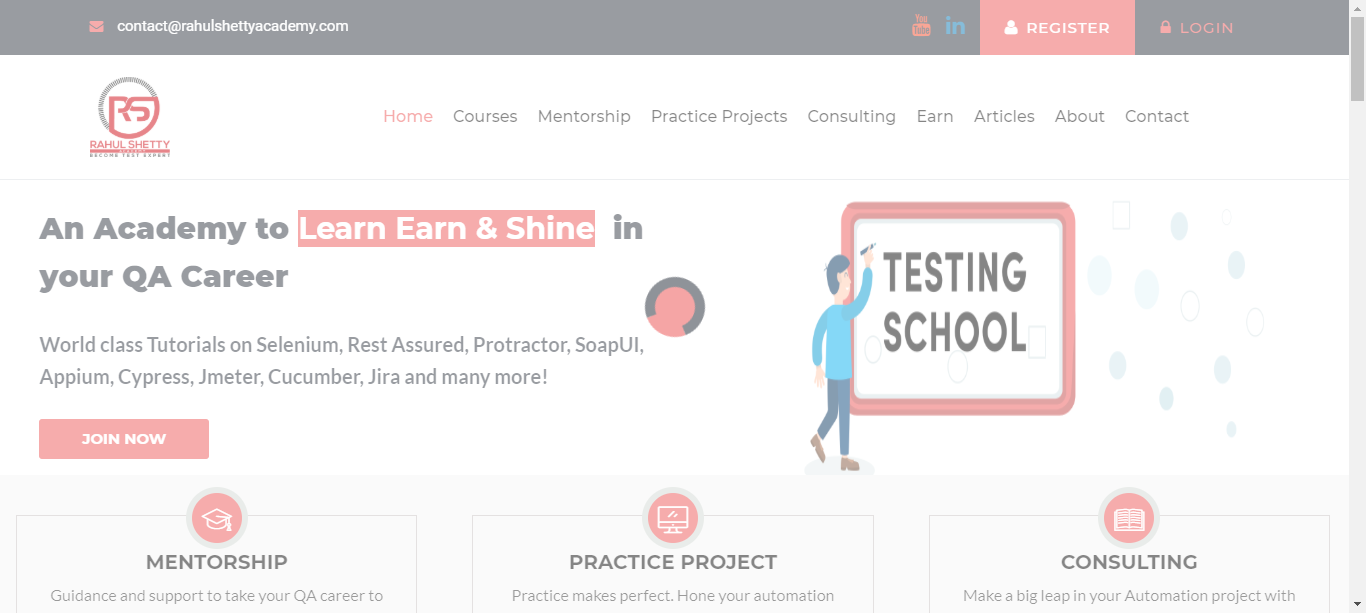 contact@rahulshettyacademy.com
You
Tube
in
REGISTER
LOGIN
RS
RAHUL SHETTY
ACADEMY
BECOME TEST EXPERT
Home Courses Mentorship Practice Projects Consulting Earn Articles About Contact
An Academy to Learn Earn & Shine in
your QA Career
World class Tutorials on Selenium, Rest Assured, Protractor, SoapUI,
Appium, Cypress, Jmeter, Cucumber, Jira and many more!
JOIN NOW
TESTING
SCHOOL
MENTORSHIP
Guidance and support to take your QA career to
PRACTICE PROJECT
Practice makes perfect. Hone your automation
CONSULTING
Make a big leap in your Automation project with